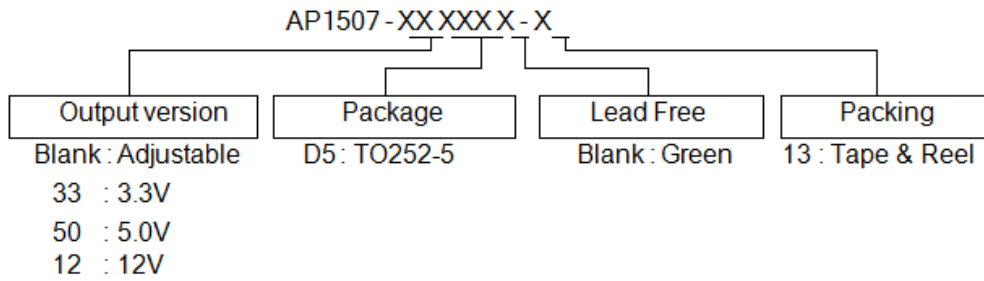 AP1507 - XX XXX X - X
Output version Package Lead Free Packing
Blank : Adjustable D5 : TO252-5 Blank : Green 13 : Tape & Reel
33 : 3.3V
50 : 5.0V
12 : 12V